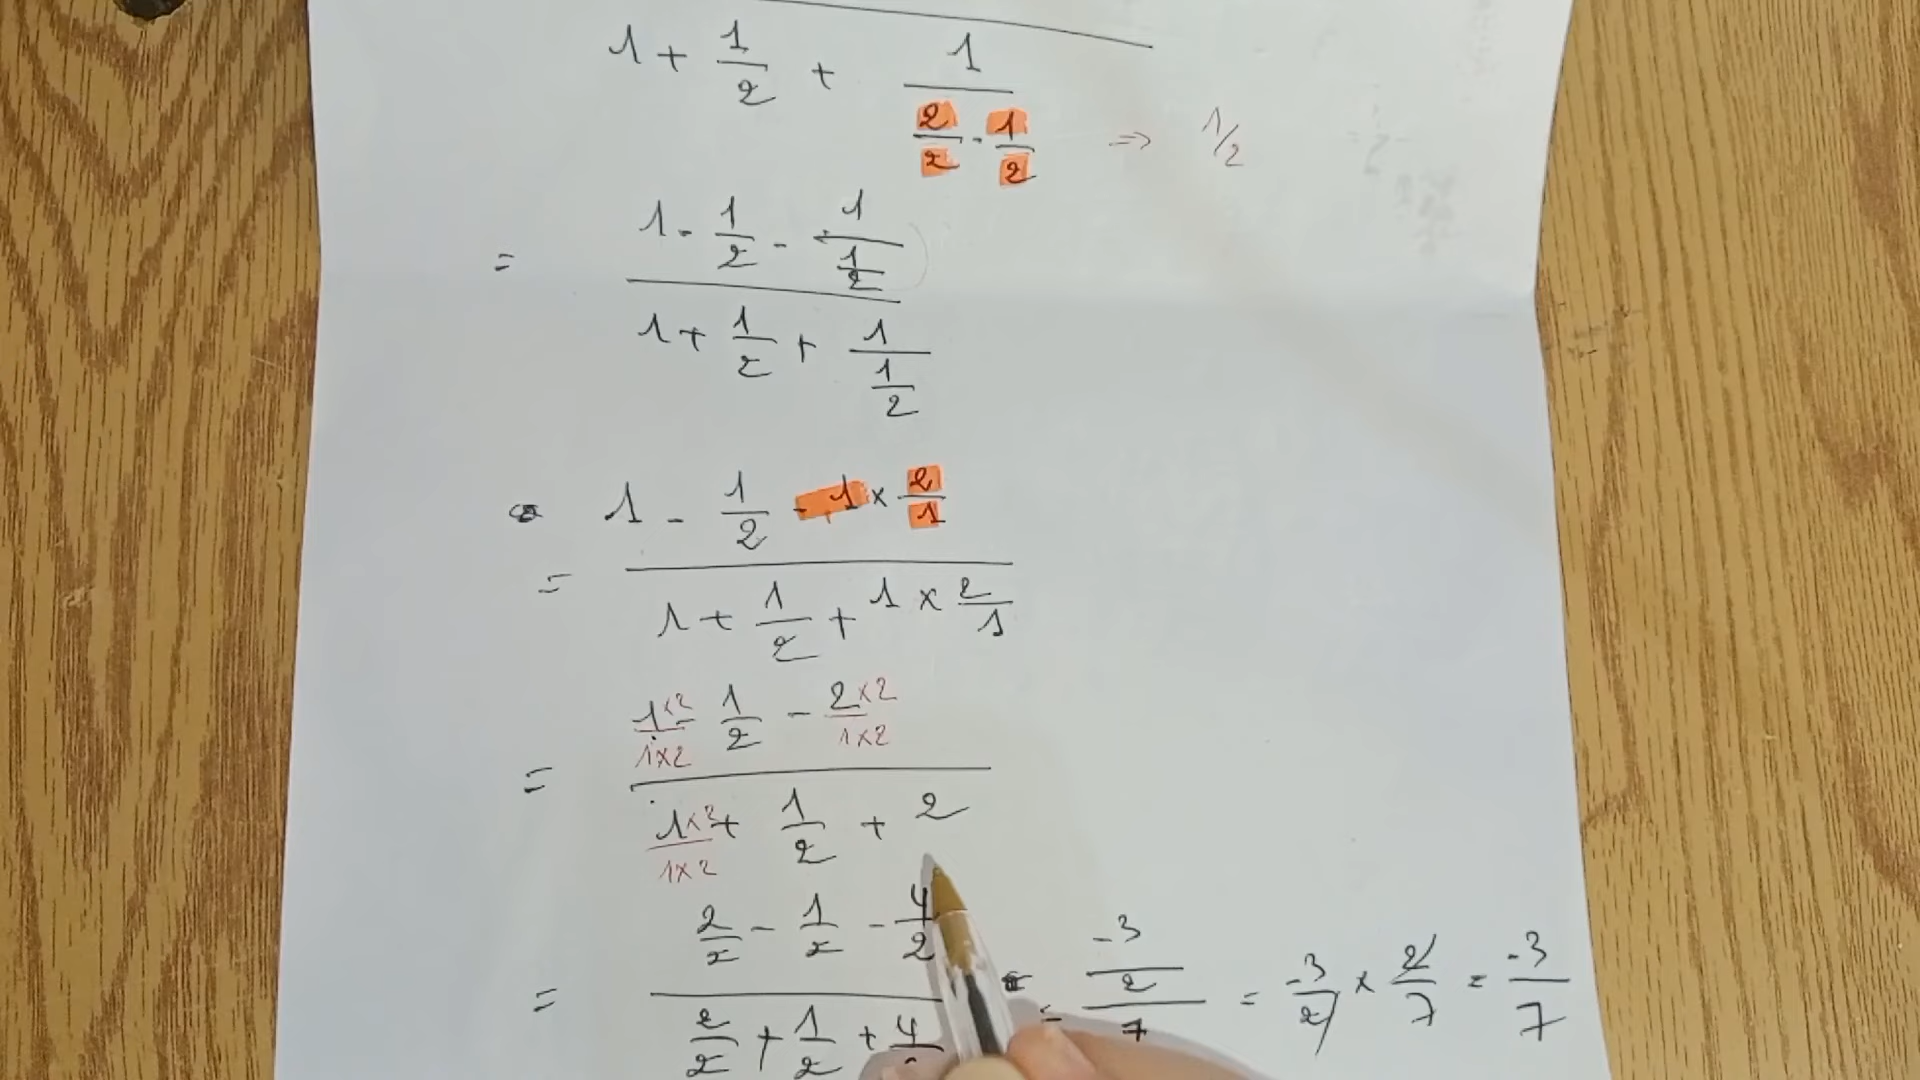 1 + 1/2 + 1/(2/2 - 1/2) => 1/2
= (1 - 1/2 - 1/(1/2)) / (1 + 1/2 + 1/(1/2))
= (1 - 1/2 - 1 × 2/1) / (1 + 1/2 + 1 × 2/1)
= ((1×2)/(1×2) - 1/2 - (2×2)/(1×2)) / ((1×2)/(1×2) + 1/2 + 2)
= (2/2 - 1/2 - 4/2) / (2/2 + 1/2 + 4/
= (-3/2)/7
= -3/2 × 2/7 = -3/7